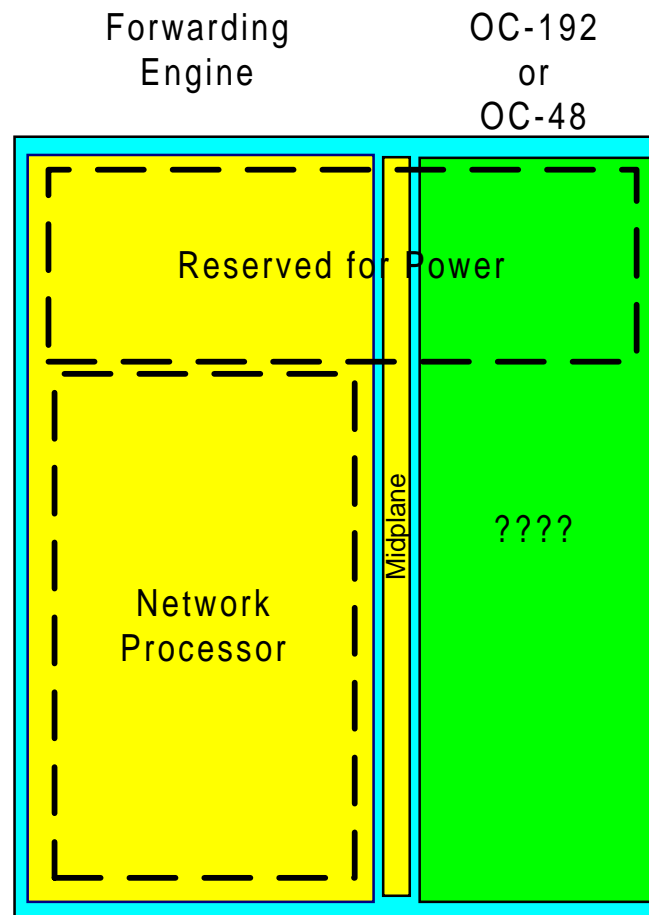 Forwarding
Engine
OC-192
or
OC-48
Reserved for Power
Midplane
????
Network
Processor